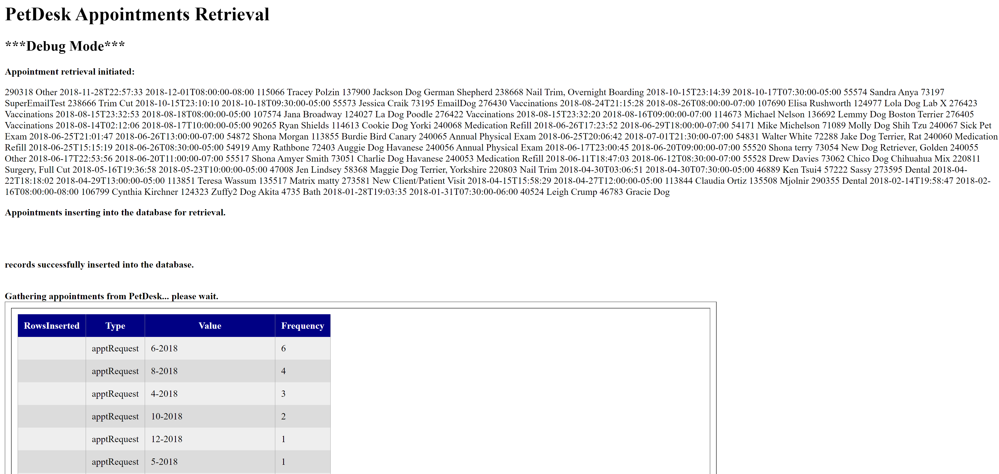 PetDesk Appointments Retrieval
***Debug Mode***
Appointment retrieval initiated:
290318 Other 2018-11-28T22:57:33 2018-12-01T08:00:00-08:00 115066 Tracey Polzin 137900 Jackson Dog German Shepherd 238668 Nail Trim, Overnight Boarding 2018-10-15T23:14:39 2018-10-17T07:30:00-05:00 55574 Sandra Anya 73197
SuperEmailTest 238666 Trim Cut 2018-10-15T23:10:10 2018-10-18T09:30:00-05:00 55573 Jessica Craik 73195 EmailDog 276430 Vaccinations 2018-08-24T21:15:28 2018-08-26T08:00:00-07:00 107690 Elisa Rushworth 124977 Lola Dog Lab X 276423
Vaccinations 2018-08-15T23:32:53 2018-08-18T08:00:00-05:00 107574 Jana Broadway 124027 La Dog Poodle 276422 Vaccinations 2018-08-15T23:32:20 2018-08-16T09:00:00-07:00 114673 Michael Nelson 136692 Lemmy Dog Boston Terrier 276405
Vaccinations 2018-08-14T02:12:06 2018-08-17T10:00:00-05:00 90265 Ryan Shields 114613 Cookie Dog Yorki 240068 Medication Refill 2018-06-26T17:23:52 2018-06-29T18:00:00-07:00 54171 Mike Michelson 71089 Molly Dog Shih Tzu 240067 Sick Pet
Exam 2018-06-25T21:01:47 2018-06-26T13:00:00-07:00 54872 Shona Morgan 113855 Burdie Bird Canary 240065 Annual Physical Exam 2018-06-25T20:06:42 2018-07-01T21:30:00-07:00 54831 Walter White 72288 Jake Dog Terrier, Rat 240060 Medication
Refill 2018-06-25T15:15:19 2018-06-26T08:30:00-05:00 54919 Amy Rathbone 72403 Auggie Dog Havanese 240056 Annual Physical Exam 2018-06-17T23:00:45 2018-06-20T09:00:00-07:00 55520 Shona terry 73054 New Dog Retriever, Golden 240055
Other 2018-06-17T22:53:56 2018-06-20T11:00:00-07:00 55517 Shona Amyer Smith 73051 Charlie Dog Havanese 240053 Medication Refill 2018-06-11T18:47:03 2018-06-12T08:30:00-07:00 55528 Drew Davies 73062 Chico Dog Chihuahua Mix 220811
Surgery, Full Cut 2018-05-16T19:36:58 2018-05-23T10:00:00-05:00 47008 Jen Lindsey 58368 Maggie Dog Terrier, Yorkshire 220803 Nail Trim 2018-04-30T03:06:51 2018-04-30T07:30:00-05:00 46889 Ken Tsui4 57222 Sassy 273595 Dental 2018-04-
22T18:18:02 2018-04-29T13:00:00-05:00 113851 Teresa Wassum 135517 Matrix matty 273581 New Client/Patient Visit 2018-04-15T15:58:29 2018-04-27T12:00:00-05:00 113844 Claudia Ortiz 135508 Mjolnir 290355 Dental 2018-02-14T19:58:47 2018-02-
16T08:00:00-08:00 106799 Cynthia Kirchner 124323 Zuffy2 Dog Akita 4735 Bath 2018-01-28T19:03:35 2018-01-31T07:30:00-06:00 40524 Leigh Crump 46783 Gracie Dog
Appointments inserting into the database for retrieval.
records successfully inserted into the database.
Gathering appointments from PetDesk... please wait.
RowsInserted Type Value Frequency
apptRequest 6-2018 6
apptRequest 8-2018 4
apptRequest 4-2018 3
apptRequest 10-2018 2
apptRequest 12-2018 1
apptRequest 5-2018 1